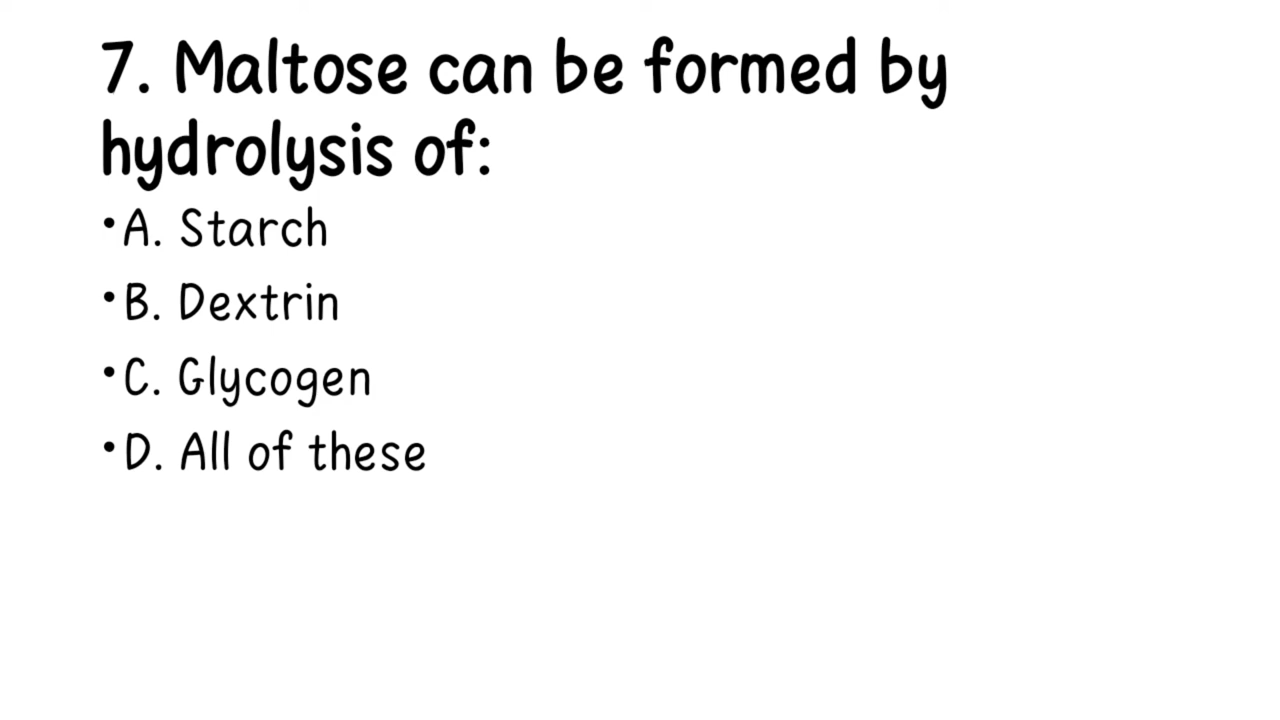 7. Maltose can be formed by
hydrolysis of:
•A. Starch
•B. Dextrin
•C. Glycogen
•D. All of these